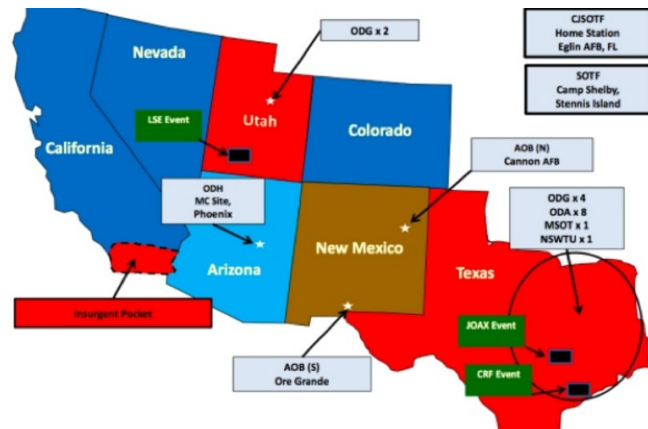 ODG x 2
CJSOTF
Home Station
Eglin AFB, FL
SOTF
Camp Shelby,
Stennis Island
Nevada
LSE Event
Utah
California
Colorado
AOB (N)
Cannon AFB
ODH
MC Site,
Phoenix
ODG x 4
ODA x 8
MSOT x 1
NSWTU x 1
Arizona
New Mexico
Texas
Insurgent Pocket
JOAX Event
AOB (S)
Ore Grande
CRF Event